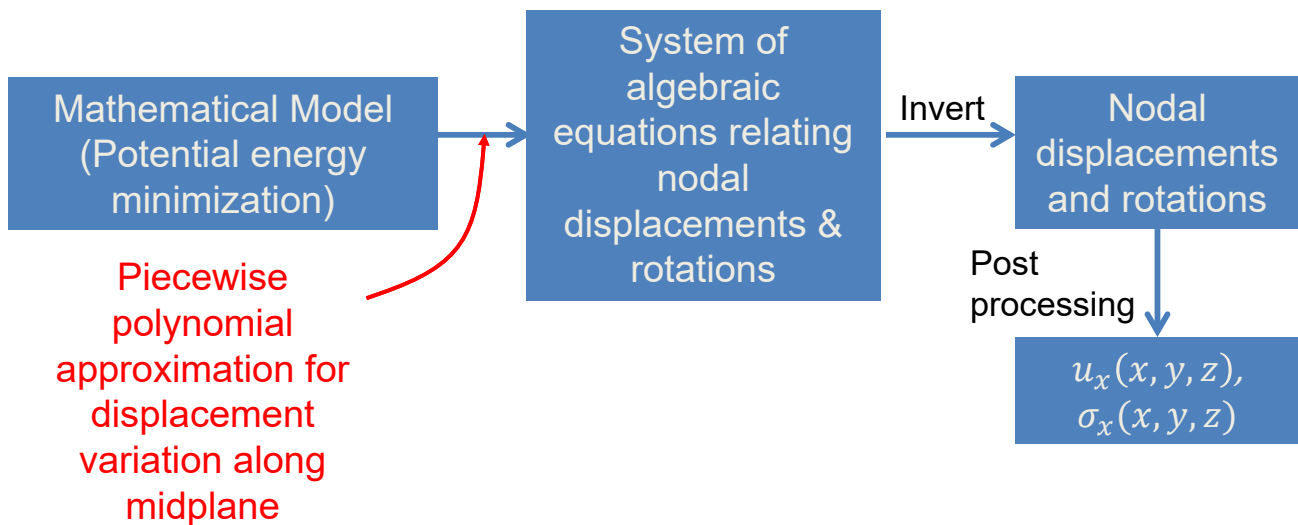 Mathematical Model
(Potential energy
minimization)
Piecewise
polynomial
approximation for
displacement
variation along
midplane
System of
algebraic
equations relating
nodal
displacements &
rotations
Invert
Nodal
displacements
and rotations
Post
processing
𝑢ₓ(𝑥, 𝑦, 𝑧),
𝜎ₓ(𝑥, 𝑦, 𝑧)